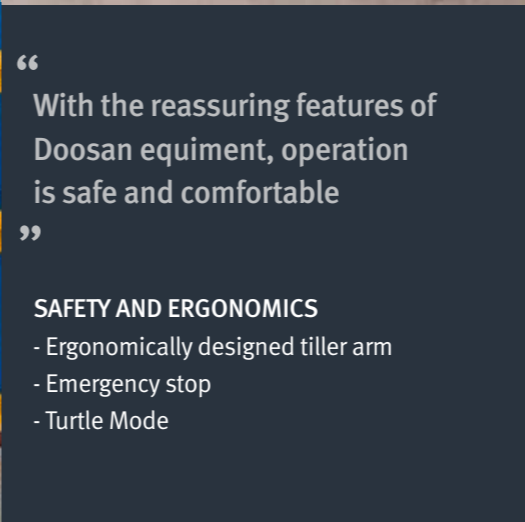 “
With the reassuring features of
Doosan equiment, operation
is safe and comfortable
”
SAFETY AND ERGONOMICS
- Ergonomically designed tiller arm
- Emergency stop
- Turtle Mode